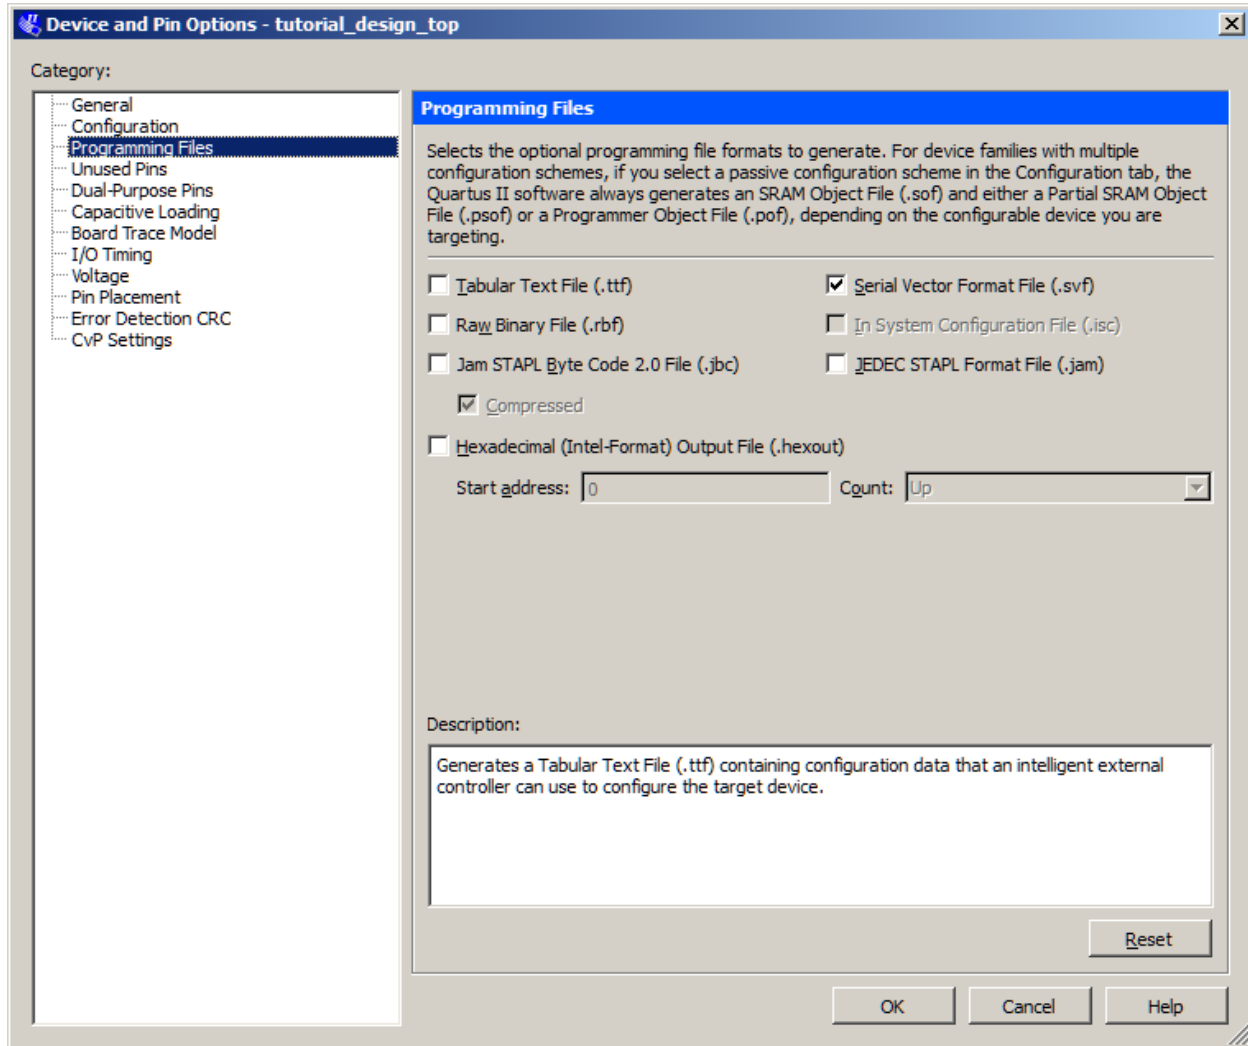 Device and Pin Options - tutorial_design_top
Category:
General
Configuration
Programming Files
Unused Pins
Dual-Purpose Pins
Capacitive Loading
Board Trace Model
I/O Timing
Voltage
Pin Placement
Error Detection CRC
CvP Settings
Programming Files
Selects the optional programming file formats to generate. For device families with multiple
configuration schemes, if you select a passive configuration scheme in the Configuration tab, the
Quartus II software always generates an SRAM Object File (.sof) and either a Partial SRAM Object
File (.psof) or a Programmer Object File (.pof), depending on the configurable device you are
targeting.
Tabular Text File (.ttf)
Serial Vector Format File (.svf)
Raw Binary File (.rbf)
In System Configuration File (.isc)
Jam STAPL Byte Code 2.0 File (.jbc)
JEDEC STAPL Format File (.jam)
Compressed
Hexadecimal (Intel-Format) Output File (.hexout)
Start address: 0
Count: Up
Description:
Generates a Tabular Text File (.ttf) containing configuration data that an intelligent external
controller can use to configure the target device.
Reset
OK
Cancel
Help